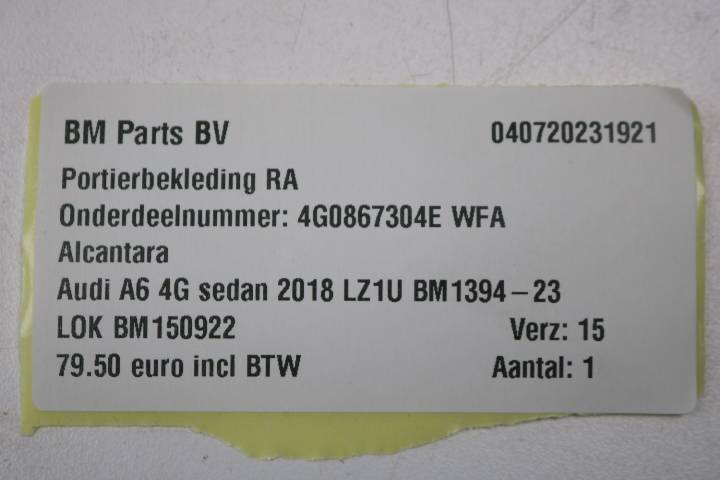 BM Parts BV 040720231921
Portierbekleding RA
Onderdeelnummer: 4G0867304E WFA
Alcantara
Audi A6 4G sedan 2018 LZ1U BM1394-23
LOK BM150922 Verz: 15
79.50 euro incl BTW Aantal: 1